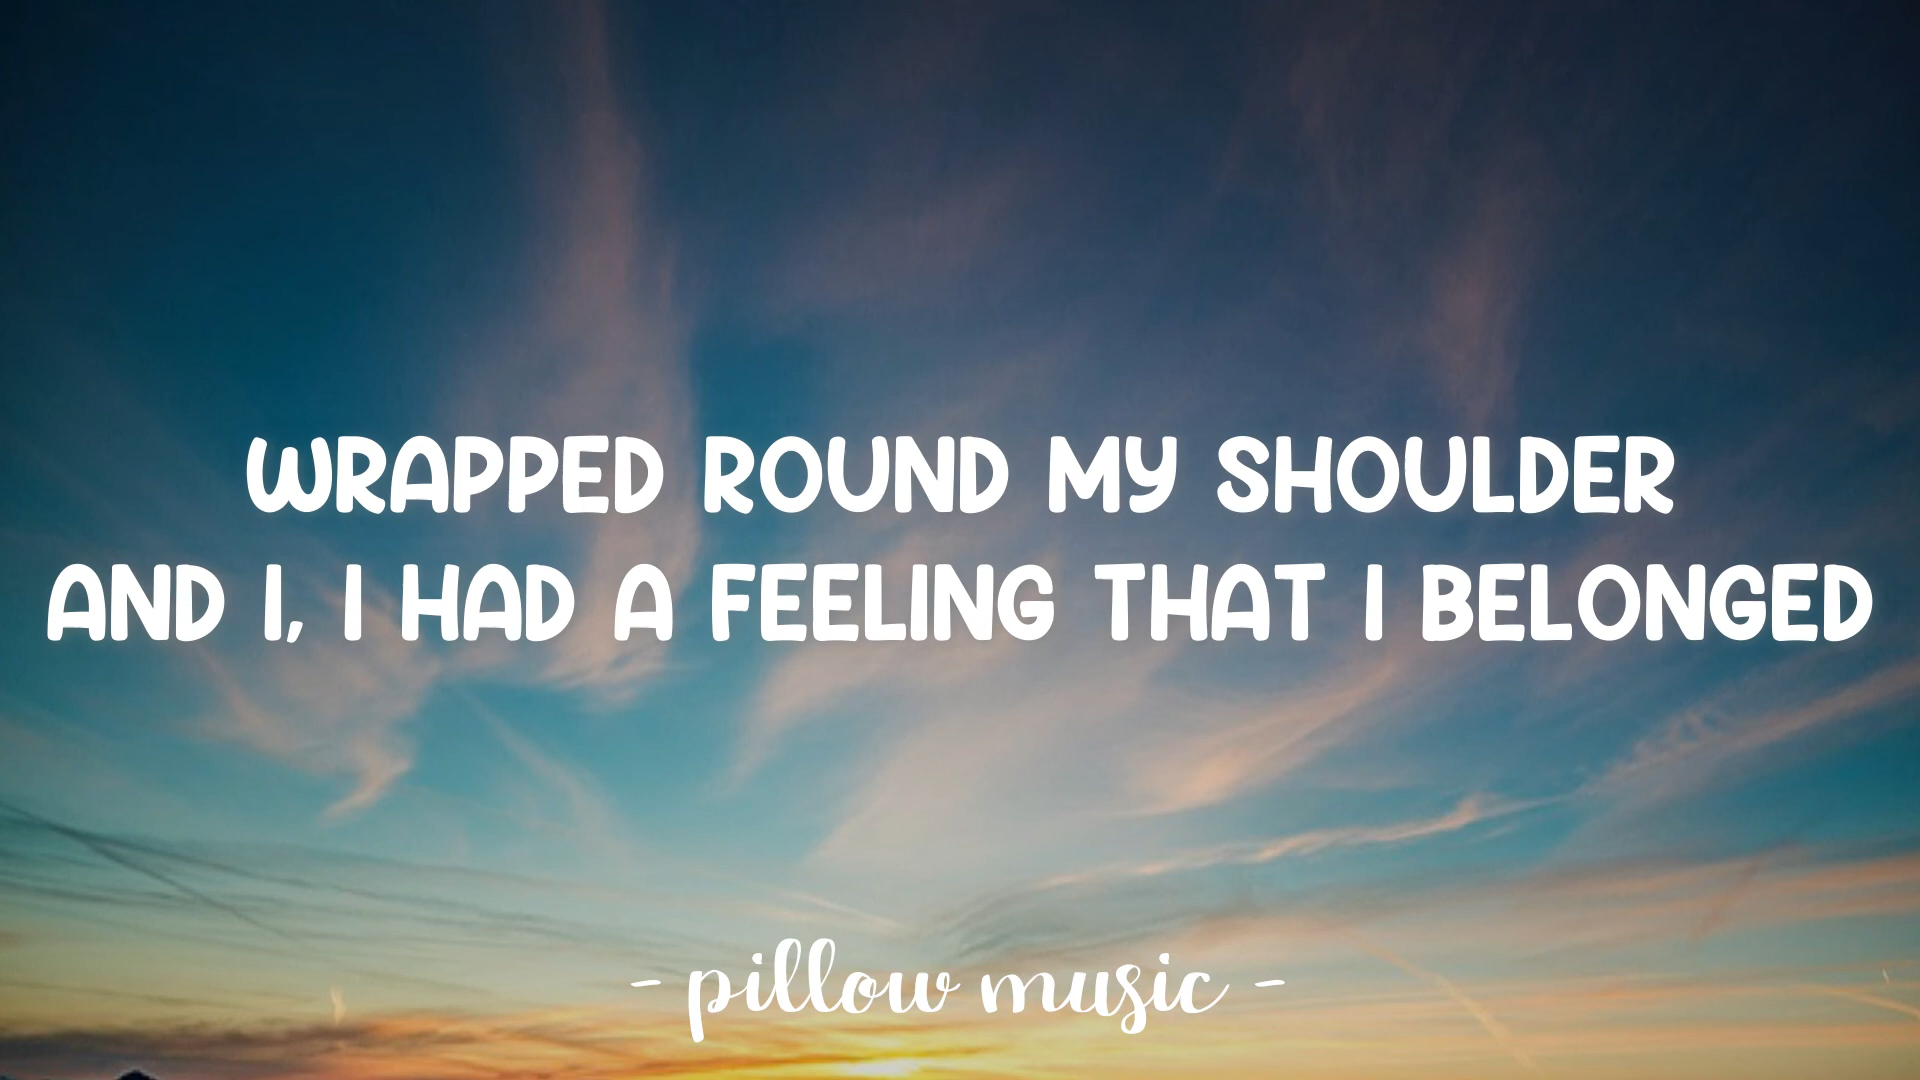 WRAPPED ROUND MY SHOULDER
AND I, I HAD A FEELING THAT I BELONGED
- pillow music -